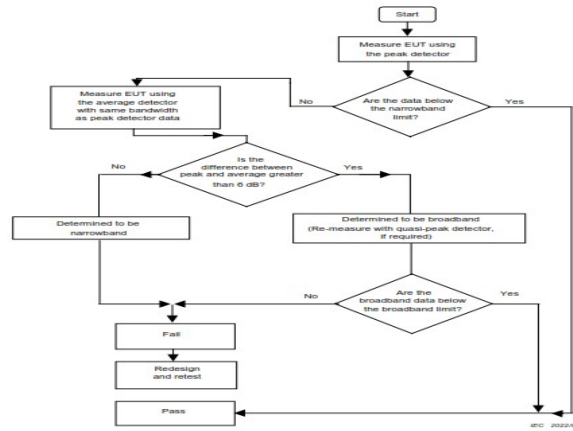 Start
Measure EUT using
the peak detector
Are the data below
the narrowband
limit?
No
Yes
Measure EUT using
the average detector
with same bandwidth
as peak detector data
Is the
difference between
peak and average greater
than 6 dB?
No
Yes
Determined to be
narrowband
Determined to be broadband
(Re-measure with quasi-peak detector,
if required)
Are the
broadband data below
the broadband limit?
No
Yes
Fail
Redesign
and retest
Pass
IEC